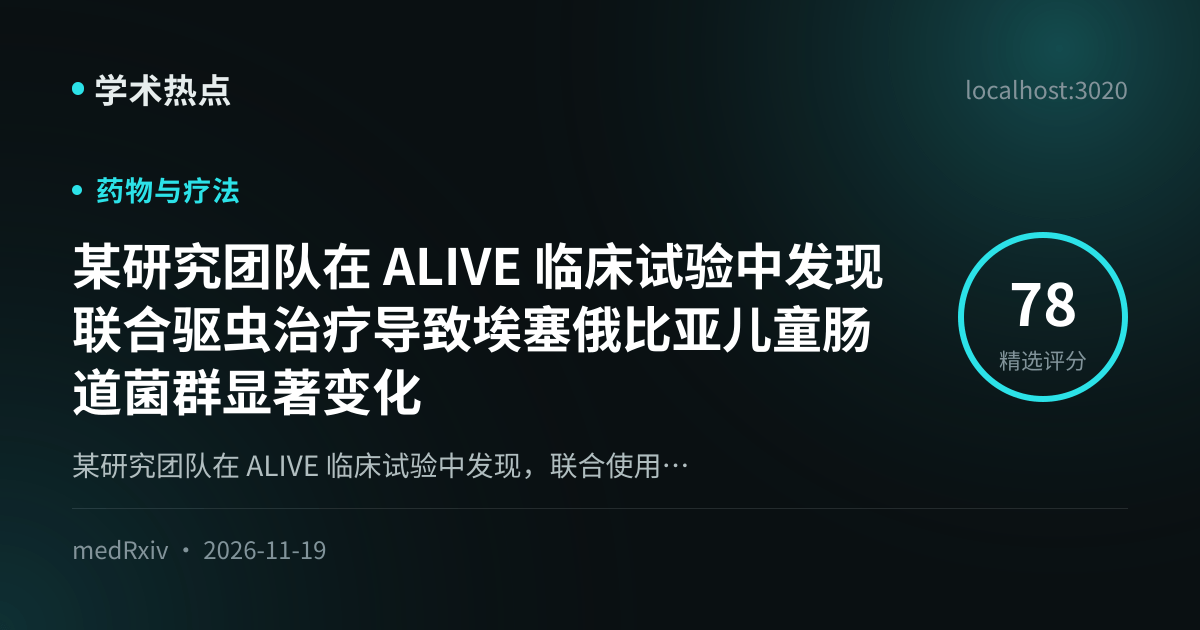 学术热点
localhost:3020
药物与疗法
某研究团队在 ALIVE 临床试验中发现
联合驱虫治疗导致埃塞俄比亚儿童肠
道菌群显著变化
78
精选评分
某研究团队在 ALIVE 临床试验中发现，联合使用…
medRxiv · 2026-11-19